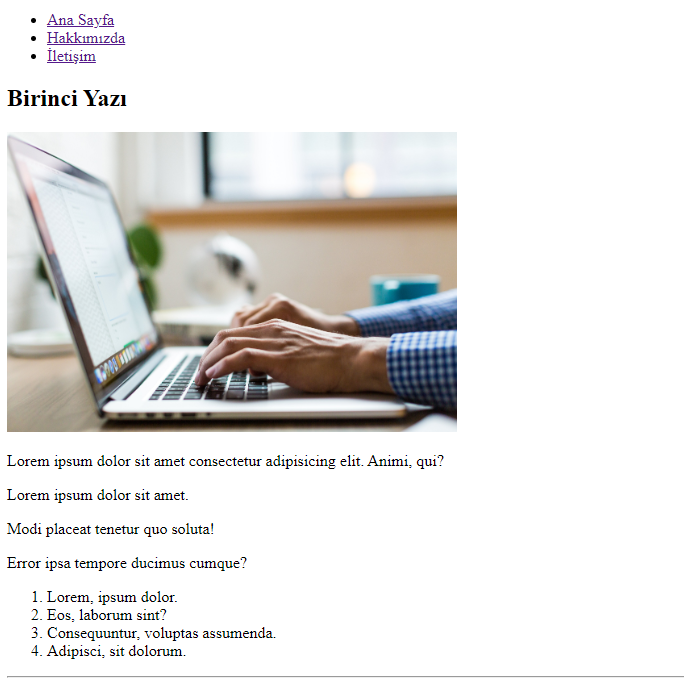 Ana Sayfa
Hakkımızda
İletişim
Birinci Yazı
Lorem ipsum dolor sit amet consectetur adipisicing elit. Animi, qui?
Lorem ipsum dolor sit amet.
Modi placeat tenetur quo soluta!
Error ipsa tempore ducimus cumque?
1. Lorem, ipsum dolor.
2. Eos, laborum sint?
3. Consequuntur, voluptas assumenda.
4. Adipisci, sit dolorum.